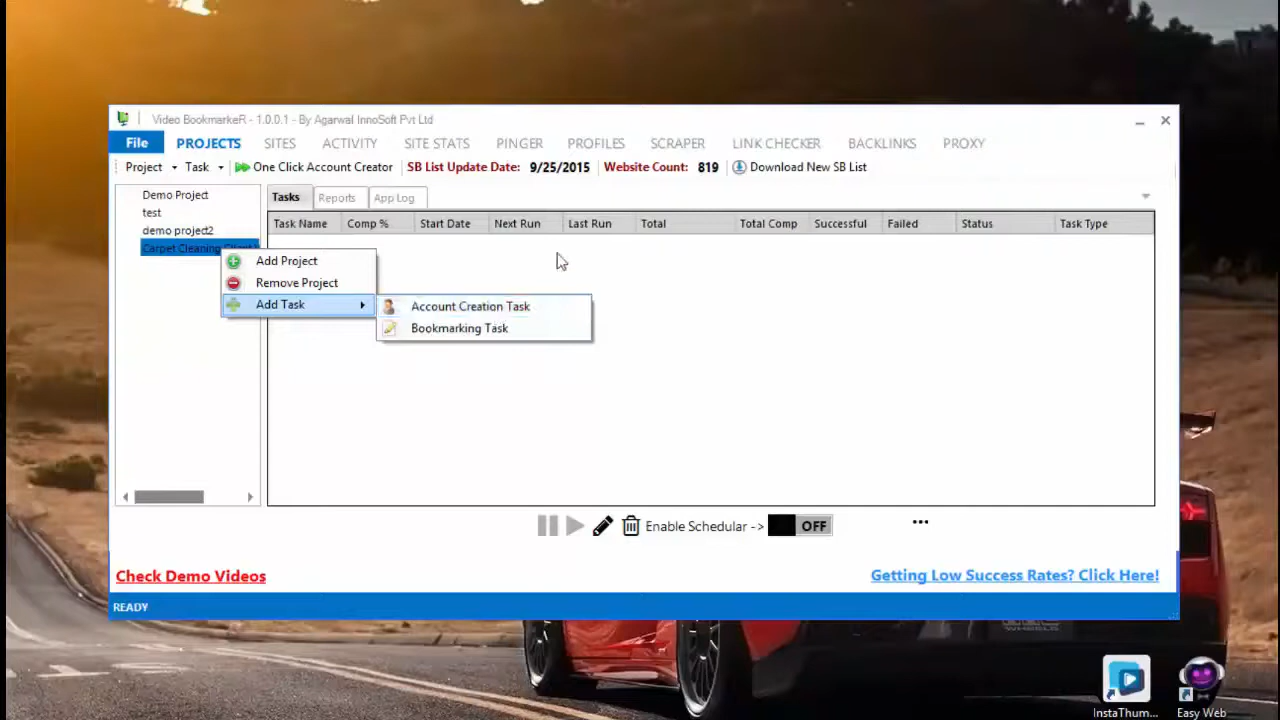 Video BookmarkeR - 1.0.0.1 - By Agarwal InnoSoft Pvt Ltd
File PROJECTS SITES ACTIVITY SITE STATS PINGER PROFILES SCRAPER LINK CHECKER BACKLINKS PROXY
Project Task One Click Account Creator SB List Update Date: 9/25/2015 Website Count: 819 Download New SB List
Demo Project
test
demo project2
Carpet Cleaning
Tasks Reports App Log
Task Name Comp % Start Date Next Run Last Run Total Total Comp Successful Failed Status Task Type
Add Project
Remove Project
Add Task
Account Creation Task
Bookmarking Task
Enable Schedular -> OFF
Check Demo Videos
Getting Low Success Rates? Click Here!
READY
InstaThum...
Easy Web